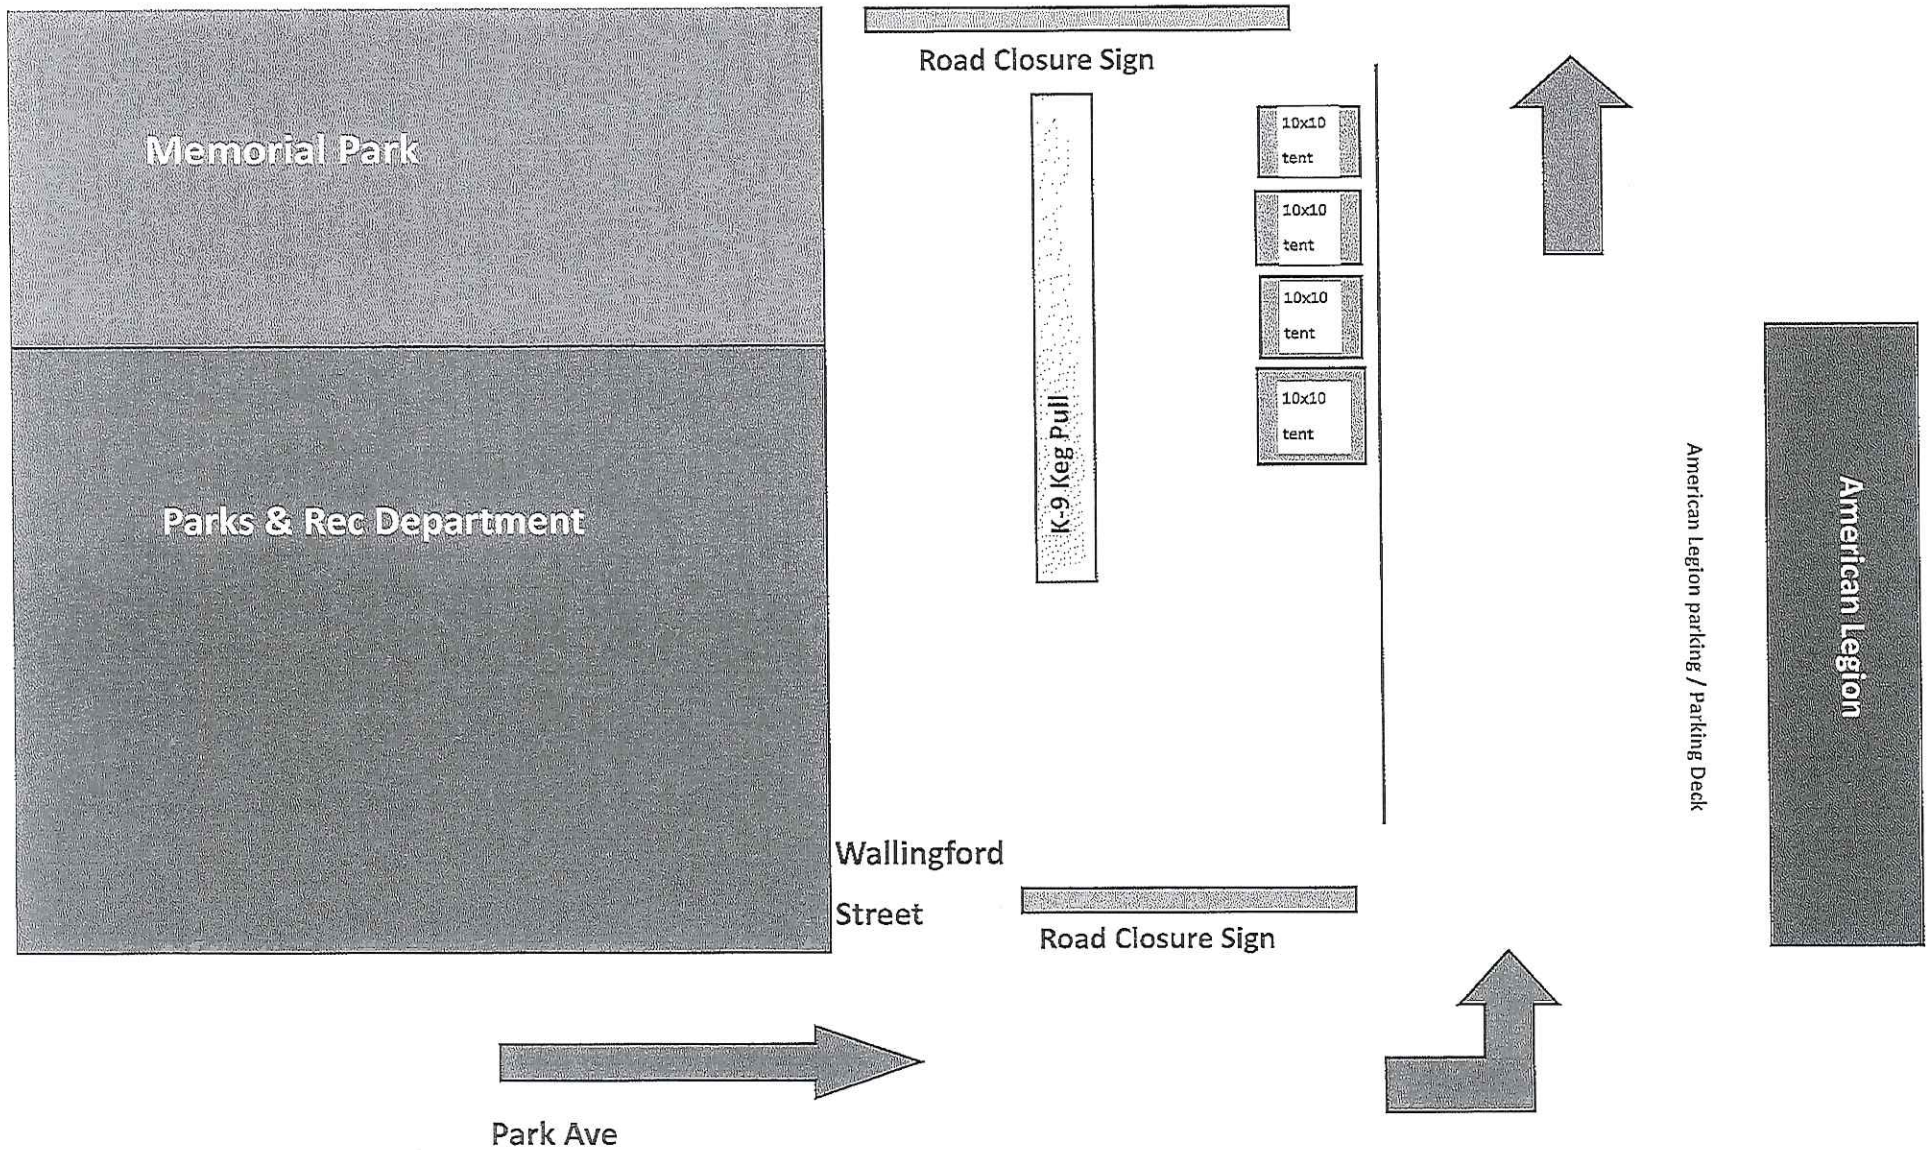 Road Closure Sign
Memorial Park
10x10
tent
10x10
tent
10x10
tent
10x10
tent
K-9 Keg Pull
Parks & Rec Department
American Legion parking / Parking Deck
American Legion
Wallingford
Street
Road Closure Sign
Park Ave